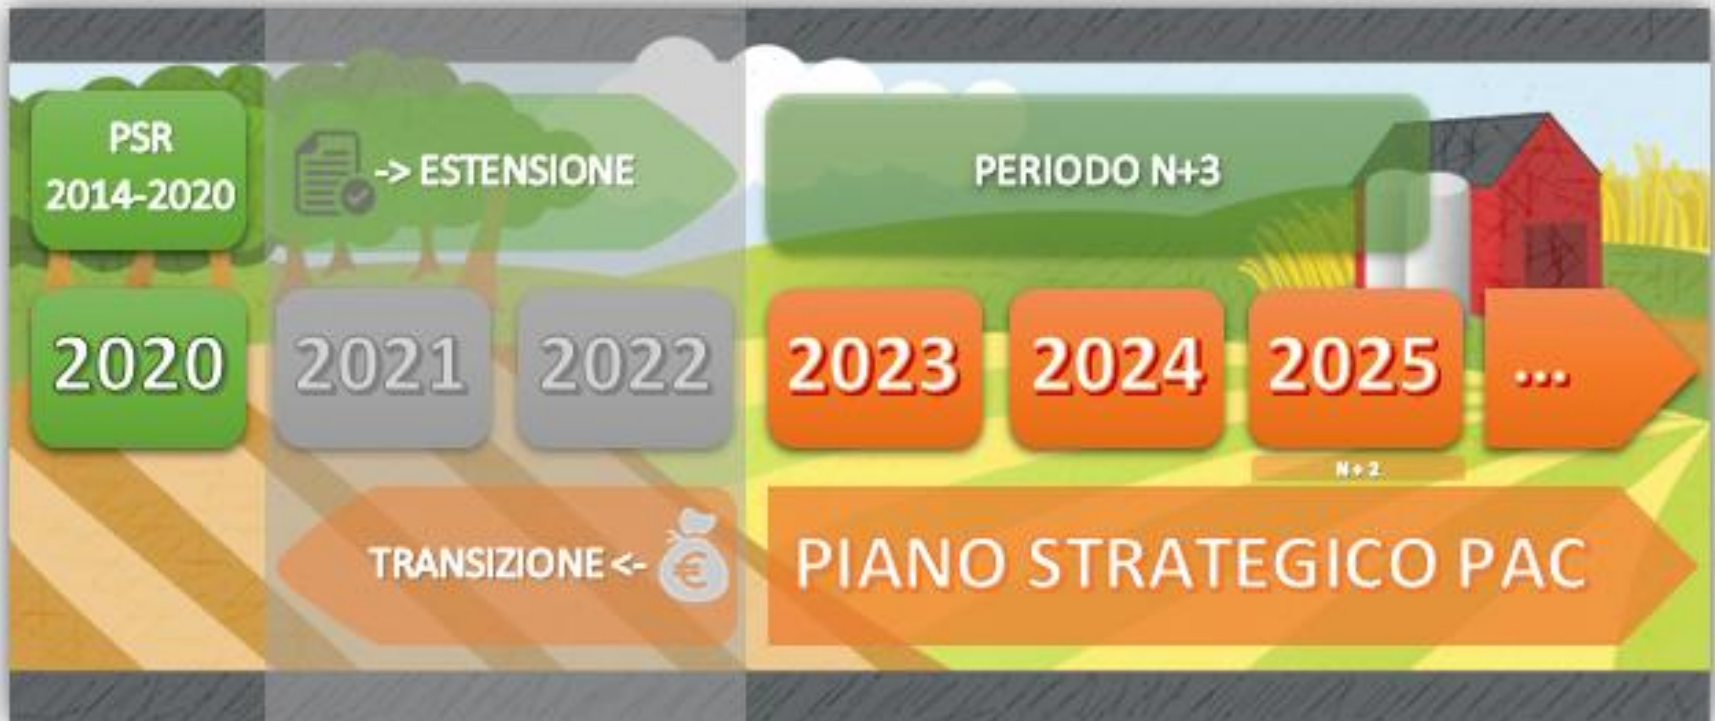 PSR
2014-2020
-> ESTENSIONE
PERIODO N+3
2020
2021
2022
2023
2024
2025
...
N+2
TRANSIZIONE <-
€
PIANO STRATEGICO PAC